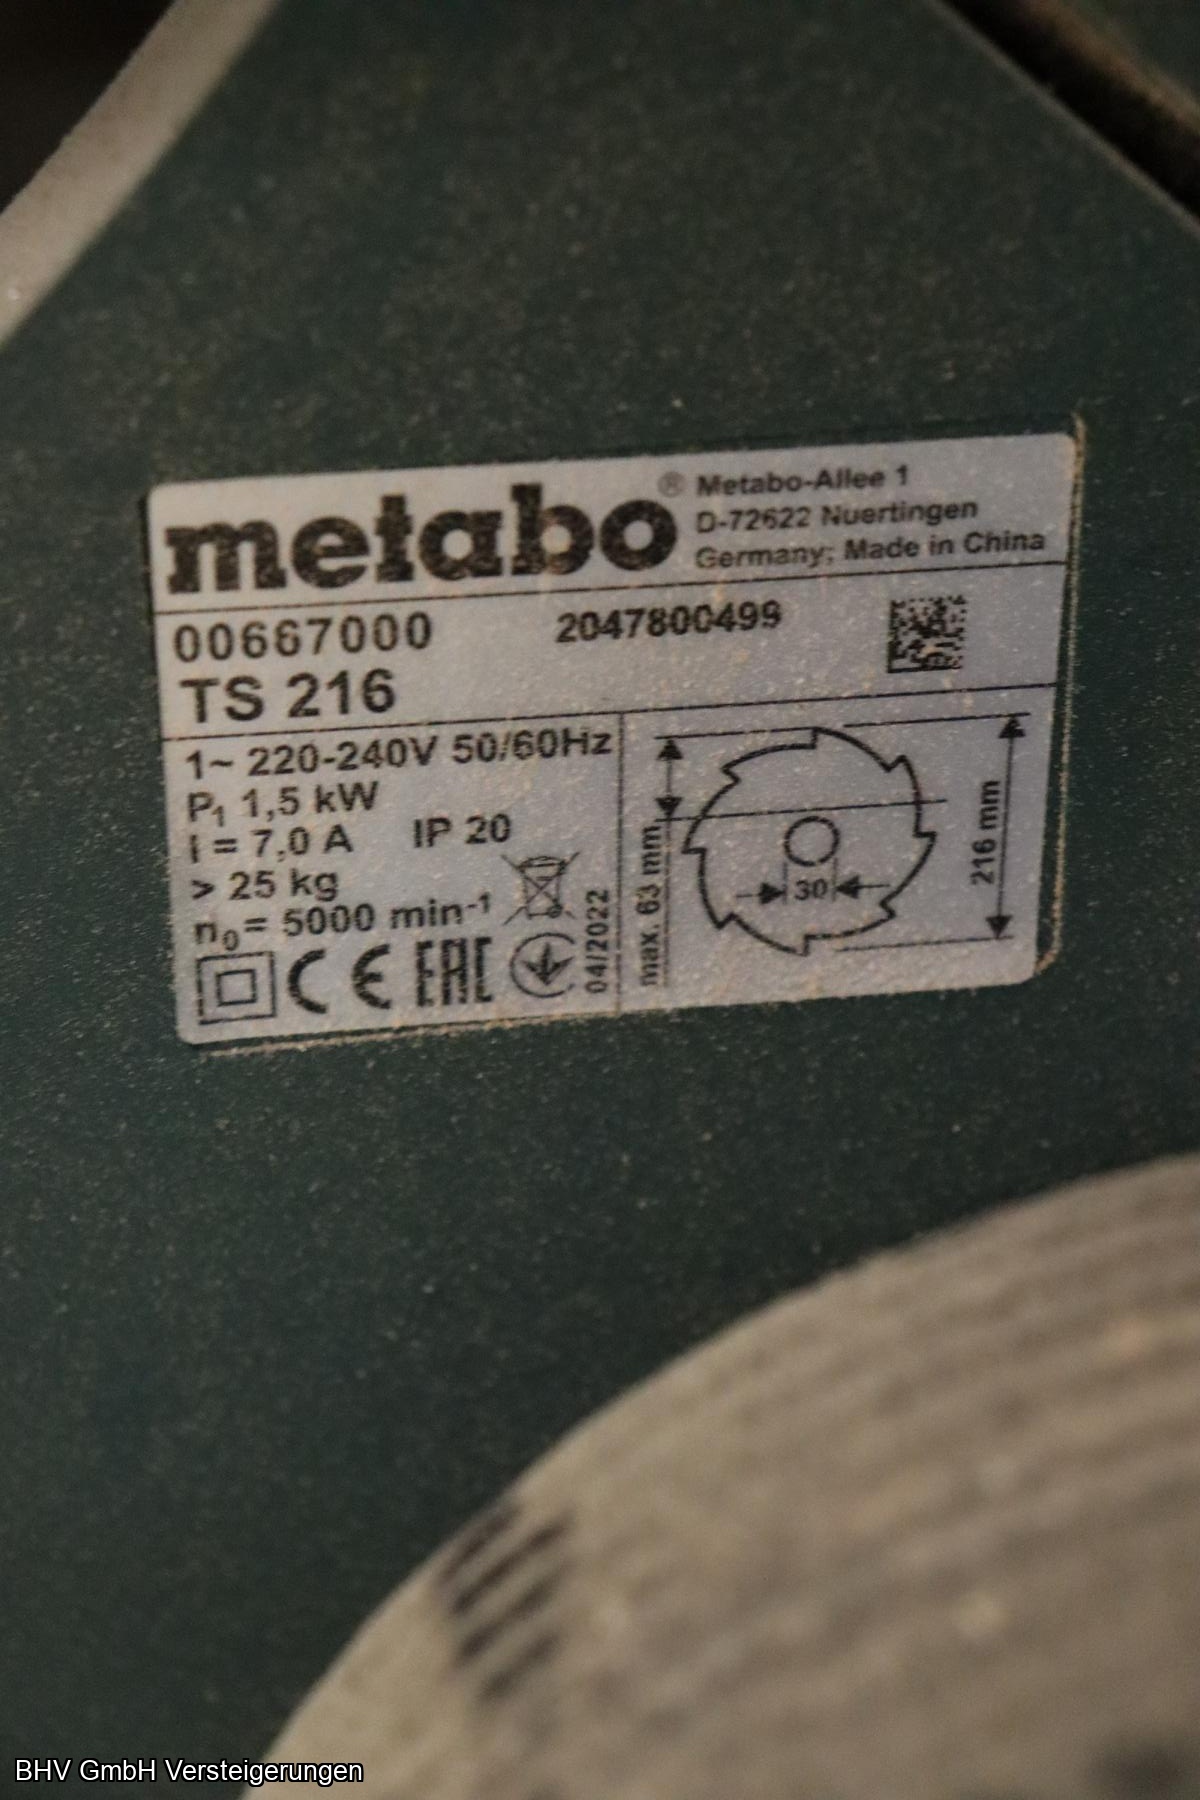 metabo®
Metabo-Allee 1
D-72622 Nuertingen
Germany; Made in China
00667000
2047800499
TS 216
1~ 220-240V 50/60Hz
P1 1,5 kW
I = 7,0 A IP 20
> 25 kg
n0= 5000 min-1
CE EAC
04/2022
max. 63 mm
30
216 mm
BHV GmbH Versteigerungen